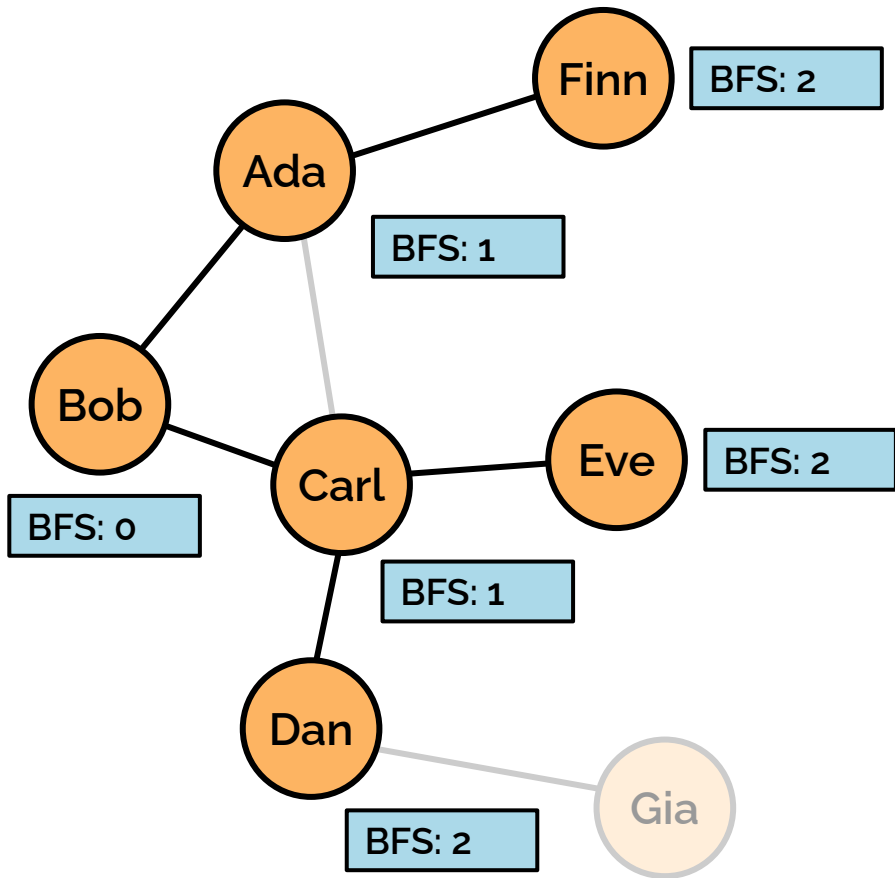 Finn
BFS: 2
Ada
BFS: 1
Bob
BFS: 0
Carl
BFS: 1
Eve
BFS: 2
Dan
BFS: 2
Gia